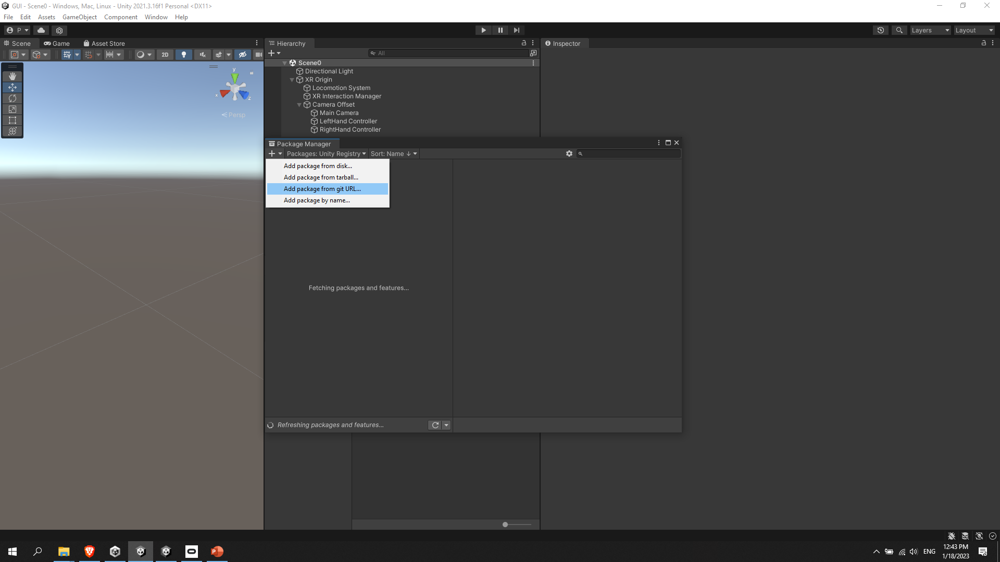 GUI - Scene0 - Windows, Mac, Linux - Unity 2021.3.16f1 Personal <DX11>
File Edit Assets GameObject Component Window Help
P Layers Layout
Scene Game Asset Store
2D
y
x
z
Persp
Hierarchy
All
Scene0
Directional Light
XR Origin
Locomotion System
XR Interaction Manager
Camera Offset
Main Camera
LeftHand Controller
RightHand Controller
Inspector
Package Manager
Packages: Unity Registry Sort: Name ↓
Add package from disk...
Add package from tarball...
Add package from git URL...
Add package by name...
Fetching packages and features...
Refreshing packages and features...
ENG
12:43 PM
1/18/2023